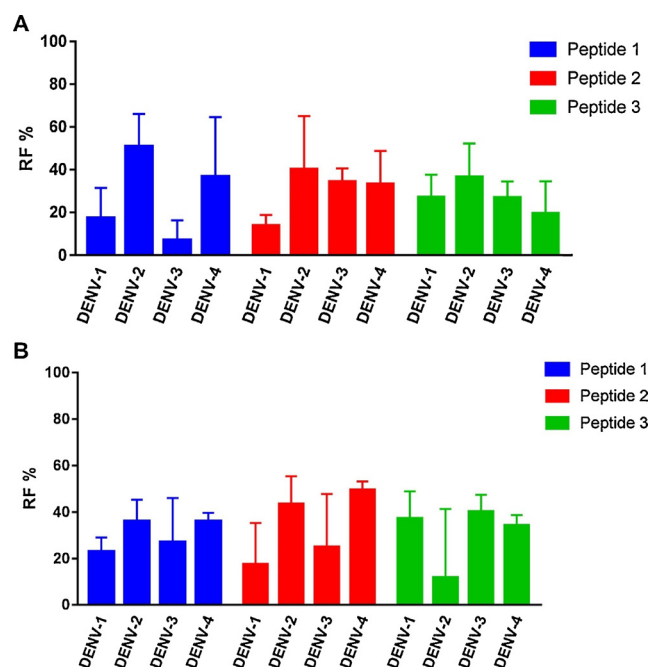 A
100
80
60
40
20
0
RF %
Peptide 1
Peptide 2
Peptide 3
DENV-1
DENV-2
DENV-3
DENV-4
DENV-1
DENV-2
DENV-3
DENV-4
DENV-1
DENV-2
DENV-3
DENV-4
B
100
80
60
40
20
0
RF %
Peptide 1
Peptide 2
Peptide 3
DENV-1
DENV-2
DENV-3
DENV-4
DENV-1
DENV-2
DENV-3
DENV-4
DENV-1
DENV-2
DENV-3
DENV-4